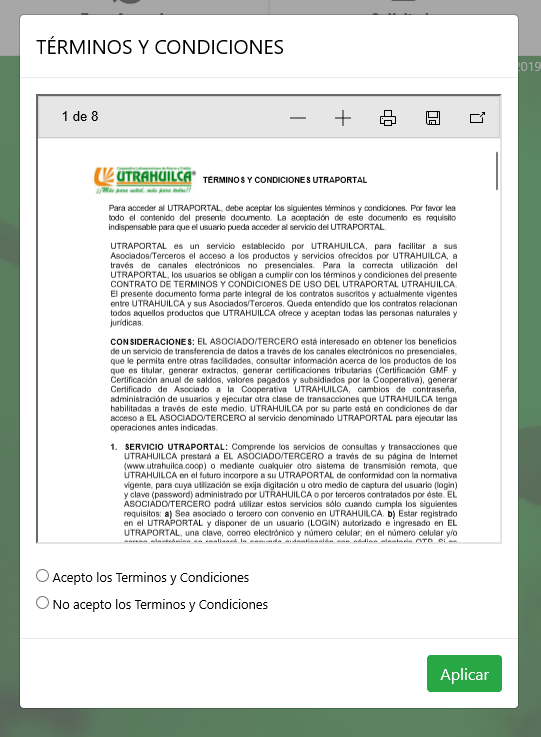 2019
TÉRMINOS Y CONDICIONES
1 de 8
UTRAHUILCA
TÉRMINOS Y CONDICIONES UTRAPORTAL
Para acceder al UTRAPORTAL, debe aceptar los siguientes términos y condiciones. Por favor lea
todo el contenido del presente documento. La aceptación de este documento es requisito
indispensable para que el usuario pueda acceder al servicio del UTRAPORTAL.
UTRAPORTAL es un servicio establecido por UTRAHUILCA, para facilitar a sus
Asociados/Terceros el acceso a los productos y servicios ofrecidos por UTRAHUILCA, a
través de canales electrónicos no presenciales. Para la correcta utilización del
UTRAPORTAL, los usuarios se obligan a cumplir con los términos y condiciones del presente
CONTRATO DE TERMINOS Y CONDICIONES DE USO DEL UTRAPORTAL UTRAHUILCA.
El presente documento forma parte integral de los contratos suscritos y actualmente vigentes
entre UTRAHUILCA y sus Asociados/Terceros. Queda entendido que los contratos relacionan
todos aquellos productos que UTRAHUILCA ofrece y aceptan todas las personas naturales y
jurídicas.
CONSIDERACIONES: EL ASOCIADO/TERCERO está interesado en obtener los beneficios
de un servicio de transferencia de datos a través de los canales electrónicos no presenciales,
que le permita entre otras facilidades, consultar información acerca de los productos de los
que es titular, generar extractos, generar certificaciones tributarias (Certificación GMF y
Certificación anual de saldos, valores pagados y subsidiados por la Cooperativa), generar
Certificado de Asociado a la Cooperativa UTRAHUILCA, cambios de contraseña,
administración de usuarios y ejecutar otra clase de transacciones que UTRAHUILCA tenga
habilitadas a través de este medio. UTRAHUILCA por su parte está en condiciones de dar
acceso a EL ASOCIADO/TERCERO al servicio denominado UTRAPORTAL para ejecutar las
operaciones antes indicadas.
1. SERVICIO UTRAPORTAL: Comprende los servicios de consultas y transacciones que
UTRAHUILCA prestará a EL ASOCIADO/TERCERO a través de su página de Internet
(www.utrahuilca.coop) o mediante cualquier otro sistema de transmisión remota, que
UTRAHUILCA en el futuro incorpore a su UTRAPORTAL de conformidad con la normativa
vigente, para cuya utilización se exija digitación u otro medio de captura del usuario (login)
y clave (password) administrado por UTRAHUILCA o por terceros contratados por éste. EL
ASOCIADO/TERCERO podrá utilizar estos servicios sólo cuando cumpla los siguientes
requisitos: a) Sea asociado o tercero con convenio en UTRAHUILCA. b) Estar registrado
en el UTRAPORTAL y disponer de un usuario (LOGIN) autorizado e ingresado en EL
UTRAPORTAL, una clave, correo electrónico y número celular; en el número celular y/o
Acepto los Terminos y Condiciones
No acepto los Terminos y Condiciones
Aplicar